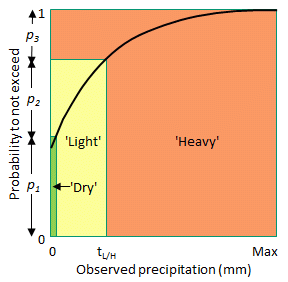 1
p3
p2
p1
0
Probability to not exceed
'Light'
'Heavy'
'Dry'
0
tL/H
Max
Observed precipitation (mm)